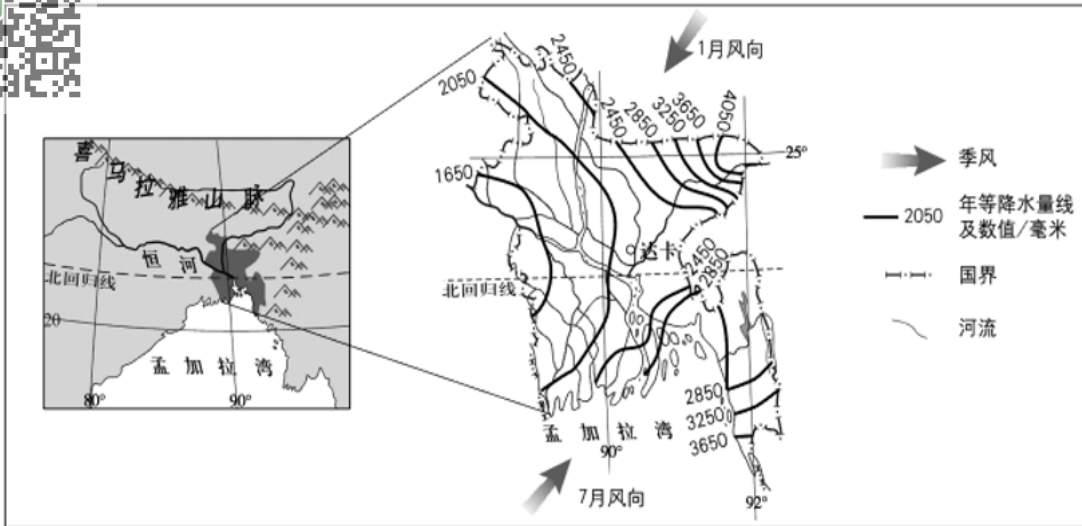 喜马拉雅山脉
恒河
北回归线
20
孟加拉湾
80°
90°
1月风向
2450
2050
2450
2850
3250
3650
4050
25°
1650
达卡
2450
2850
北回归线
2850
3250
3650
孟加拉湾
90°
7月风向
92°
季风
2050 年等降水量线
及数值/毫米
国界
河流